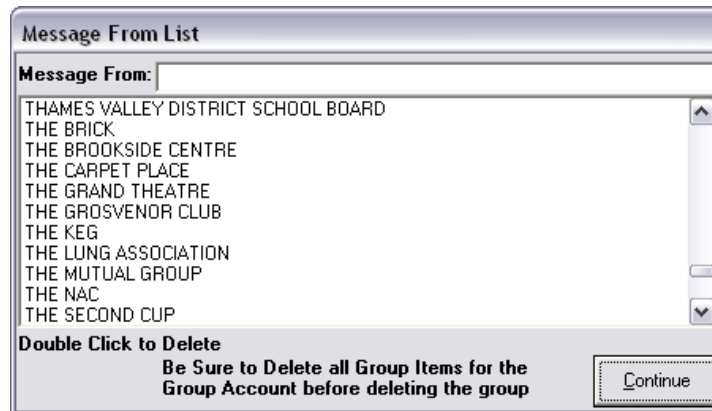 Message From List
Message From:
THAMES VALLEY DISTRICT SCHOOL BOARD
THE BRICK
THE BROOKSIDE CENTRE
THE CARPET PLACE
THE GRAND THEATRE
THE GROSVENOR CLUB
THE KEG
THE LUNG ASSOCIATION
THE MUTUAL GROUP
THE NAC
THE SECOND CUP
Double Click to Delete
Be Sure to Delete all Group Items for the
Group Account before deleting the group
Continue